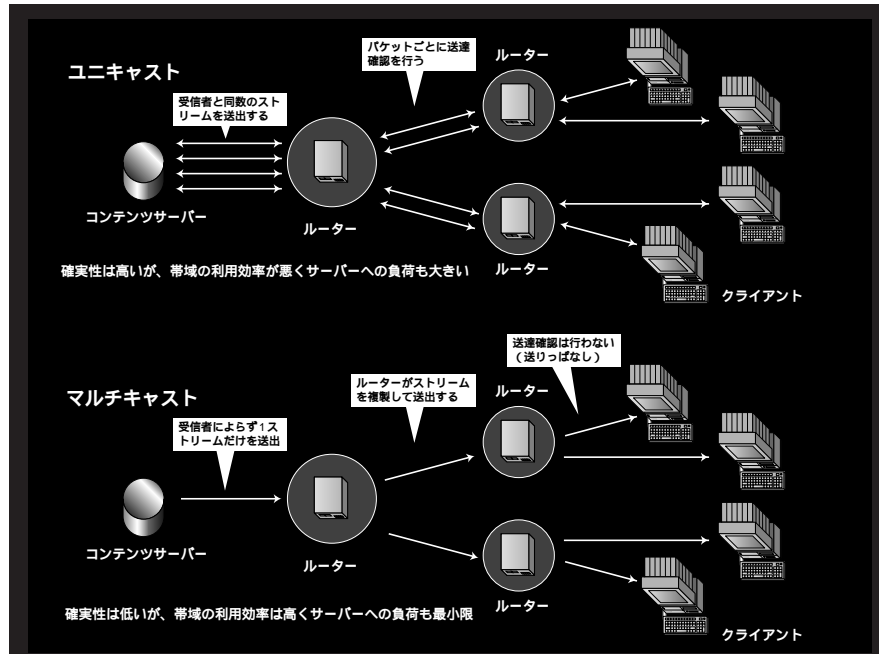 ユニキャスト
受信者と同数のスト
リームを送出する
パケットごとに送達
確認を行う
ルーター
コンテンツサーバー
ルーター
ルーター
クライアント
確実性は高いが、帯域の利用効率が悪くサーバーへの負荷も大きい
マルチキャスト
受信者によらず1ス
トリームだけを送出
ルーターがストリーム
を複製して送出する
送達確認は行わない
(送りっぱなし)
ルーター
コンテンツサーバー
ルーター
ルーター
クライアント
確実性は低いが、帯域の利用効率は高くサーバーへの負荷も最小限